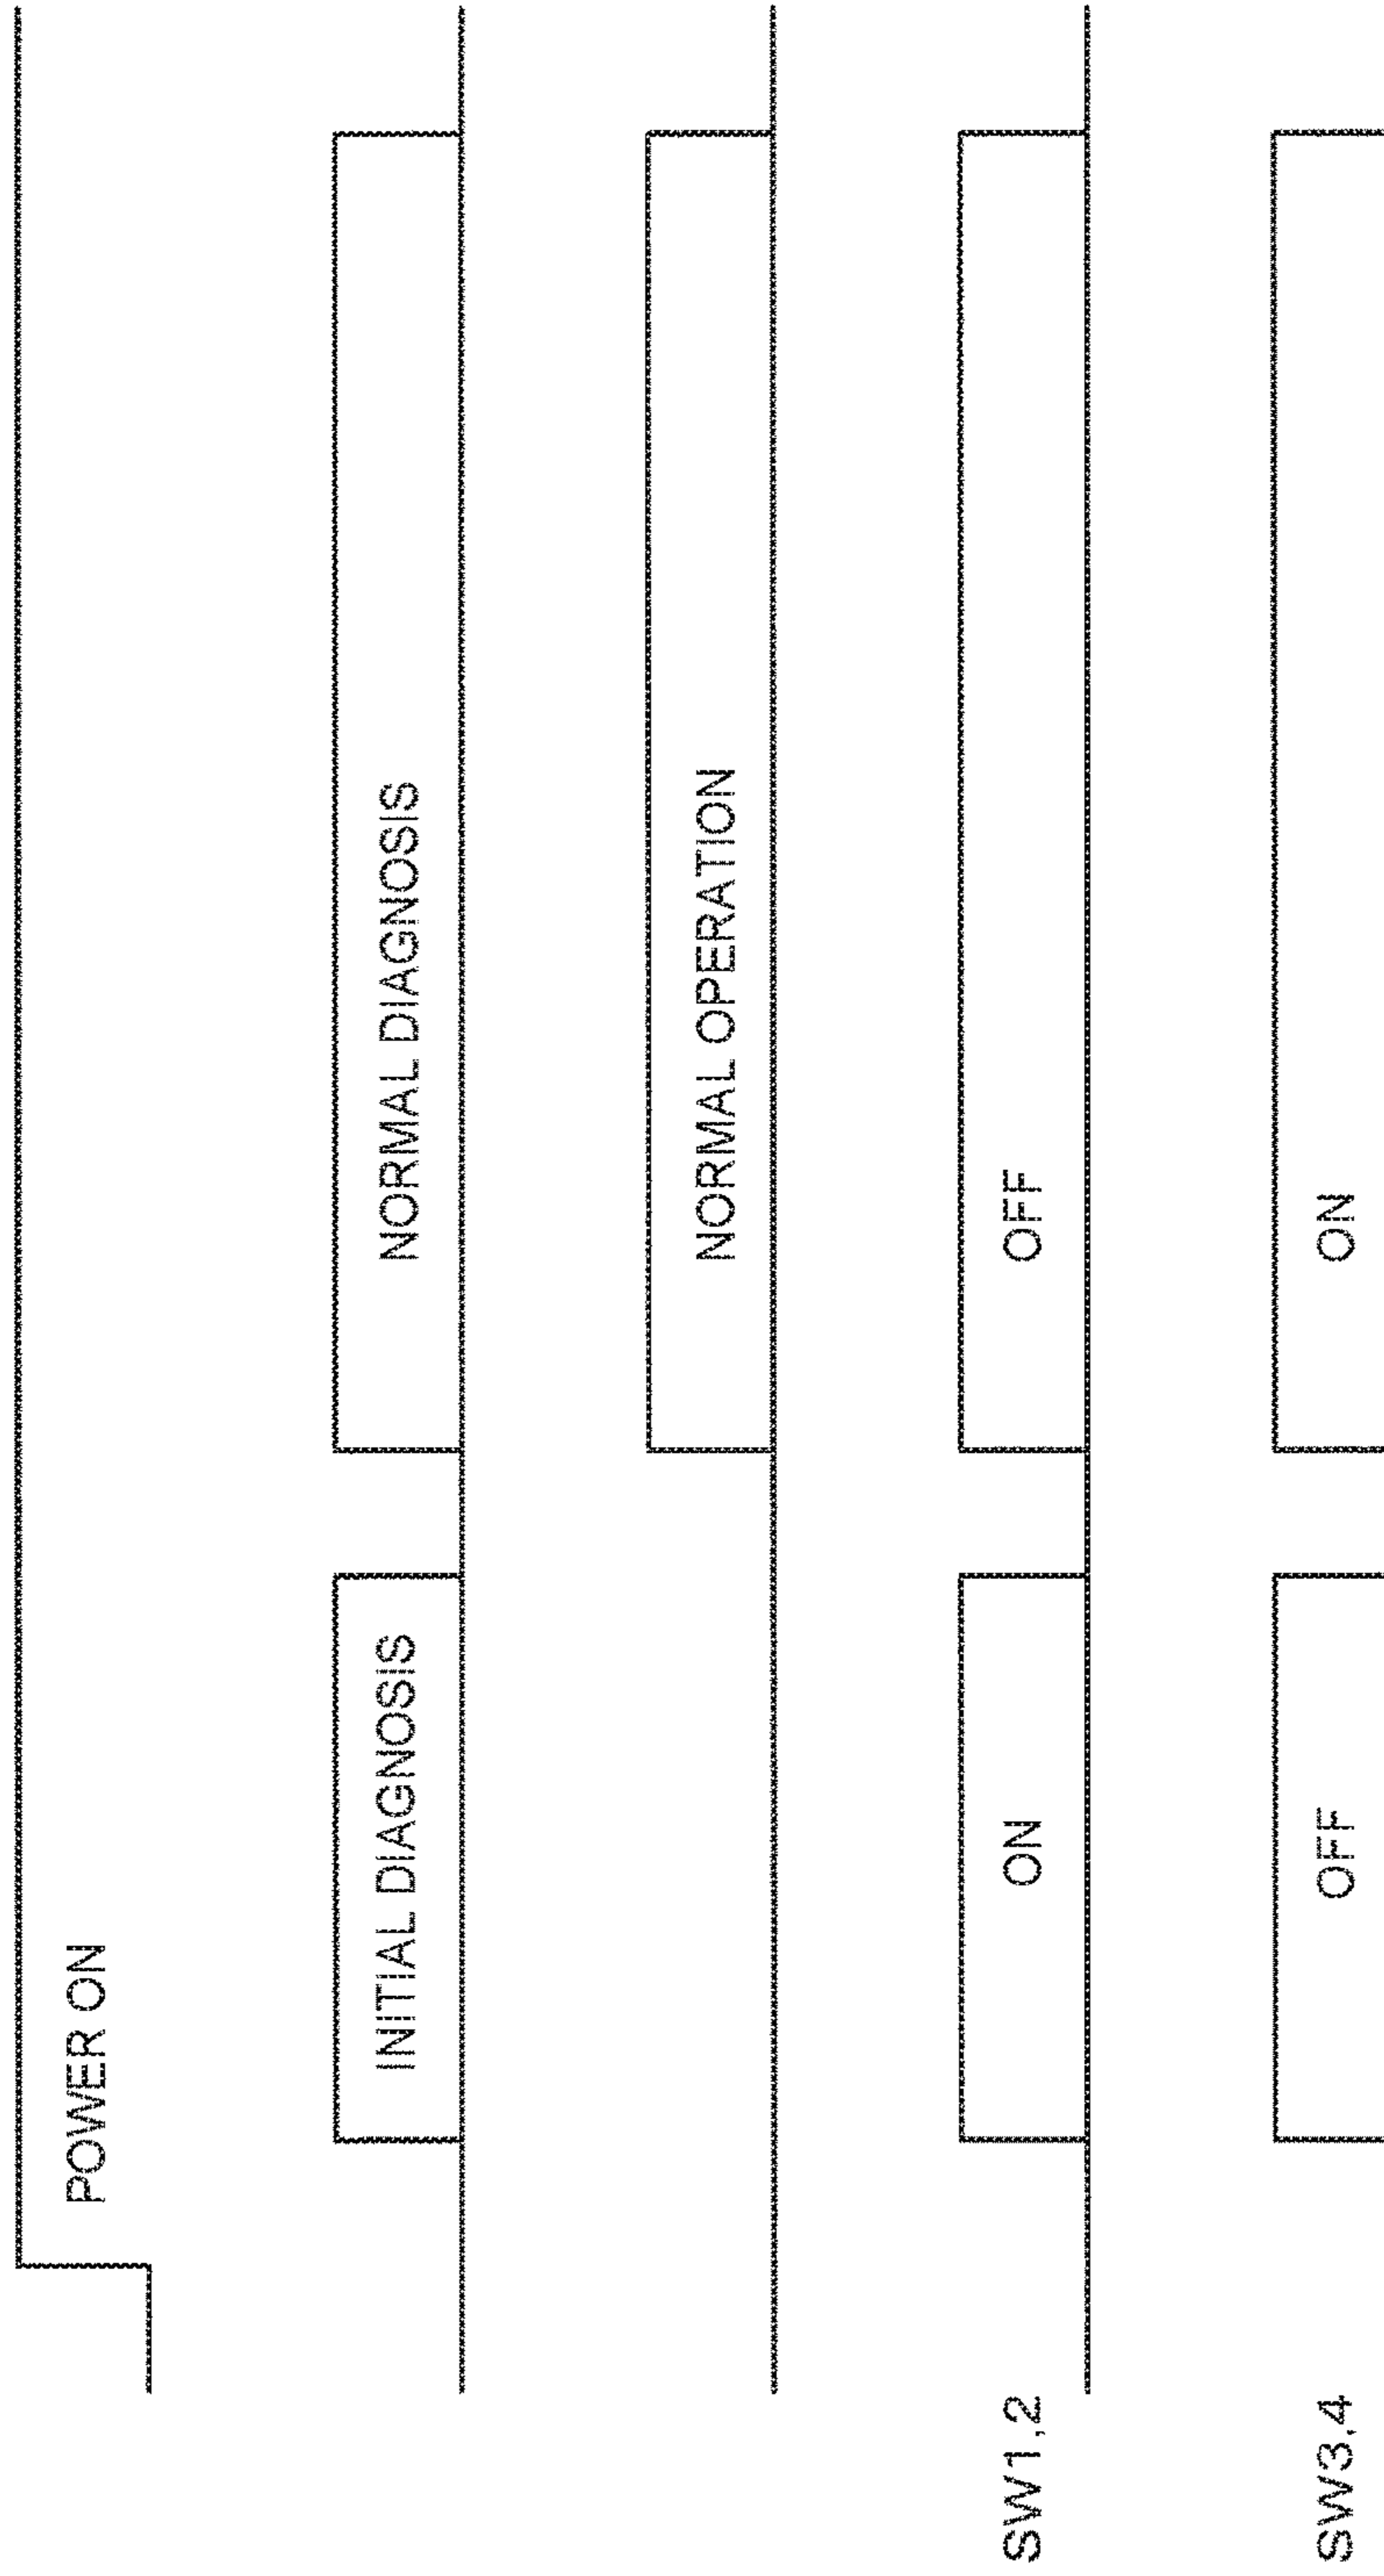 POWER ON
INITIAL DIAGNOSIS
NORMAL DIAGNOSIS
NORMAL OPERATION
SW1,2
ON
OFF
SW3,4
OFF
ON